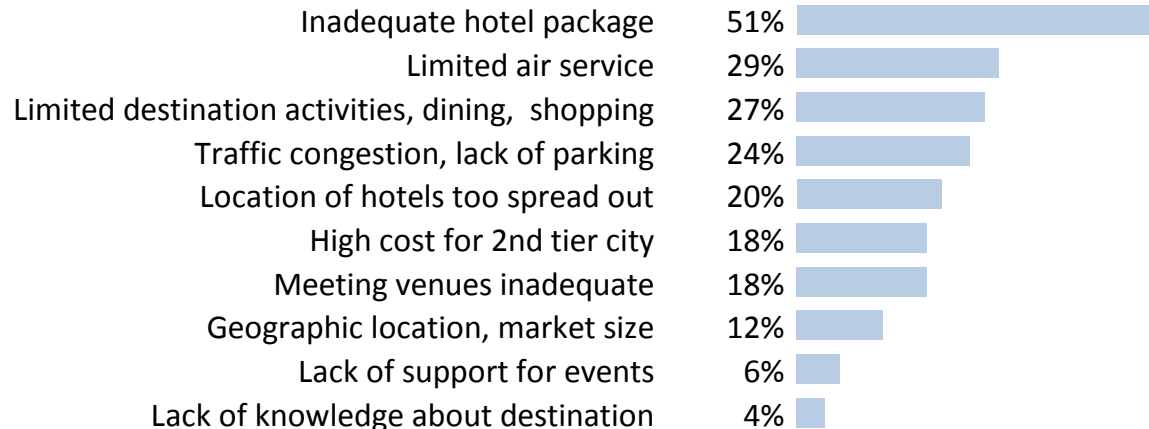 Inadequate hotel package 51%
Limited air service 29%
Limited destination activities, dining, shopping 27%
Traffic congestion, lack of parking 24%
Location of hotels too spread out 20%
High cost for 2nd tier city 18%
Meeting venues inadequate 18%
Geographic location, market size 12%
Lack of support for events 6%
Lack of knowledge about destination 4%